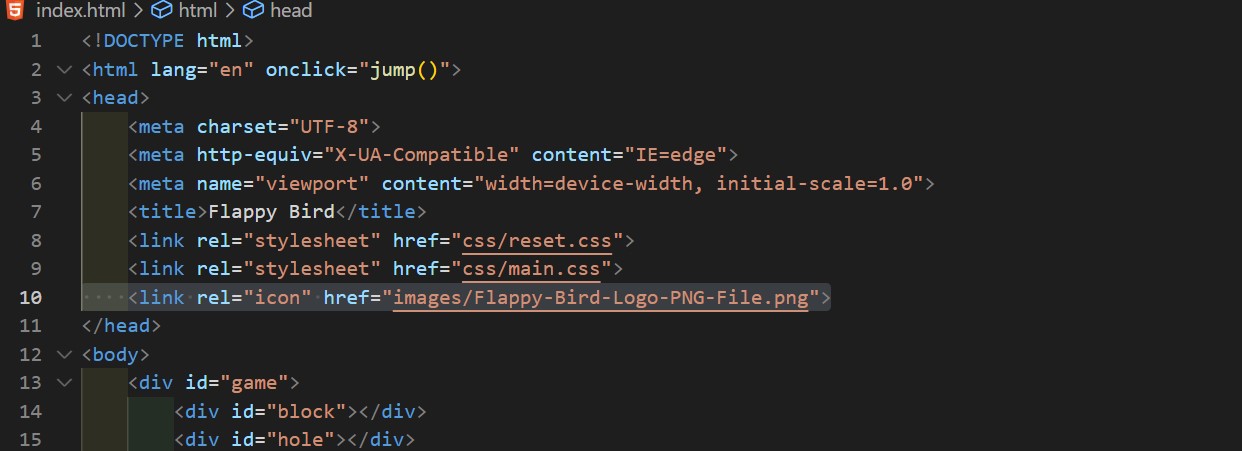 index.html > html > head
1 <!DOCTYPE html>
2 <html lang="en" onclick="jump()">
3 <head>
4     <meta charset="UTF-8">
5     <meta http-equiv="X-UA-Compatible" content="IE=edge">
6     <meta name="viewport" content="width=device-width, initial-scale=1.0">
7     <title>Flappy Bird</title>
8     <link rel="stylesheet" href="css/reset.css">
9     <link rel="stylesheet" href="css/main.css">
10     <link rel="icon" href="images/Flappy-Bird-Logo-PNG-File.png">
11 </head>
12 <body>
13     <div id="game">
14         <div id="block"></div>
15         <div id="hole"></div>